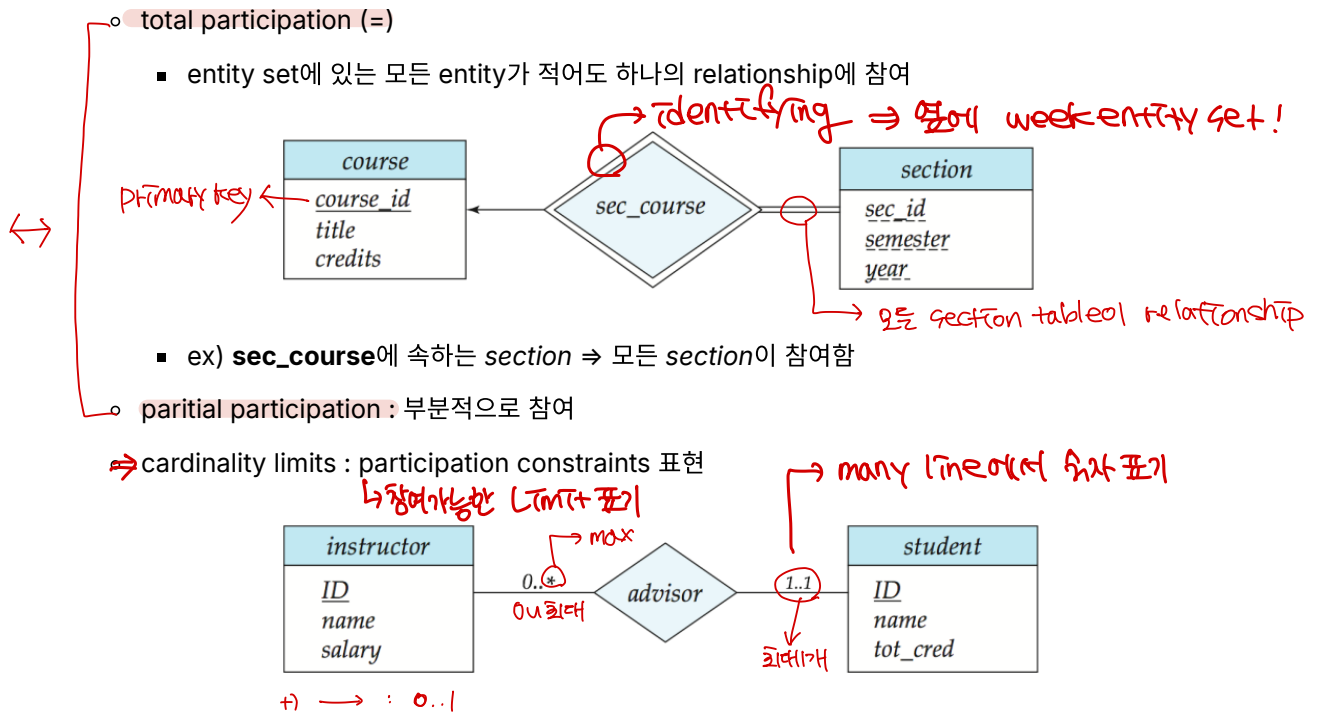 total participation (=)
entity set에 있는 모든 entity가 적어도 하나의 relationship에 참여
identifying ⇒ 옆에 week entity set!
course
section
primary key
course_id
title
credits
sec_course
sec_id
semester
year
모든 section table이 relationship
ex) sec_course에 속하는 section ⇒ 모든 section이 참여함
paritial participation : 부분적으로 참여
⇒ cardinality limits : participation constraints 표현
many line에서 숫자 표기
참여가능한 limit 표기
instructor
max
student
ID
name
salary
0..*
advisor
1..1
ID
name
tot_cred
+) → : 0..1